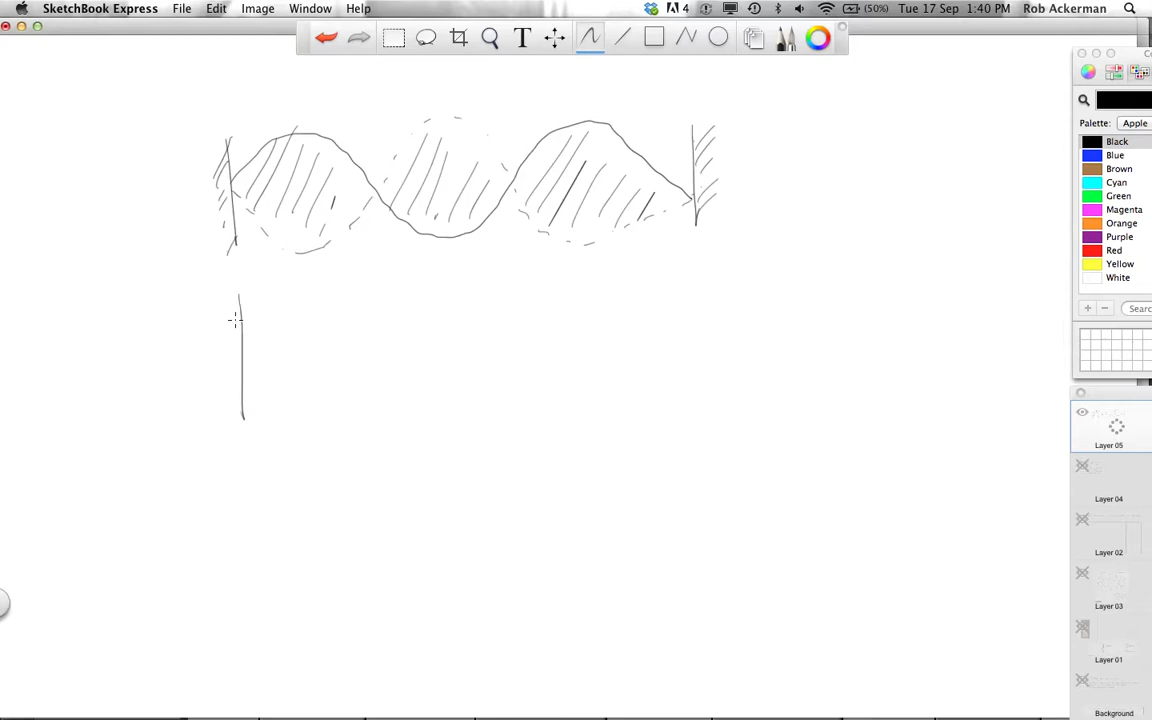 SketchBook Express File Edit Image Window Help 4 (50%) Tue 17 Sep 1:40 PM Rob Ackerman
T
Palette: Apple
Black
Blue
Brown
Cyan
Green
Magenta
Orange
Purple
Red
Yellow
White
Layer 05
Layer 04
Layer 02
Layer 03
Layer 01
Background